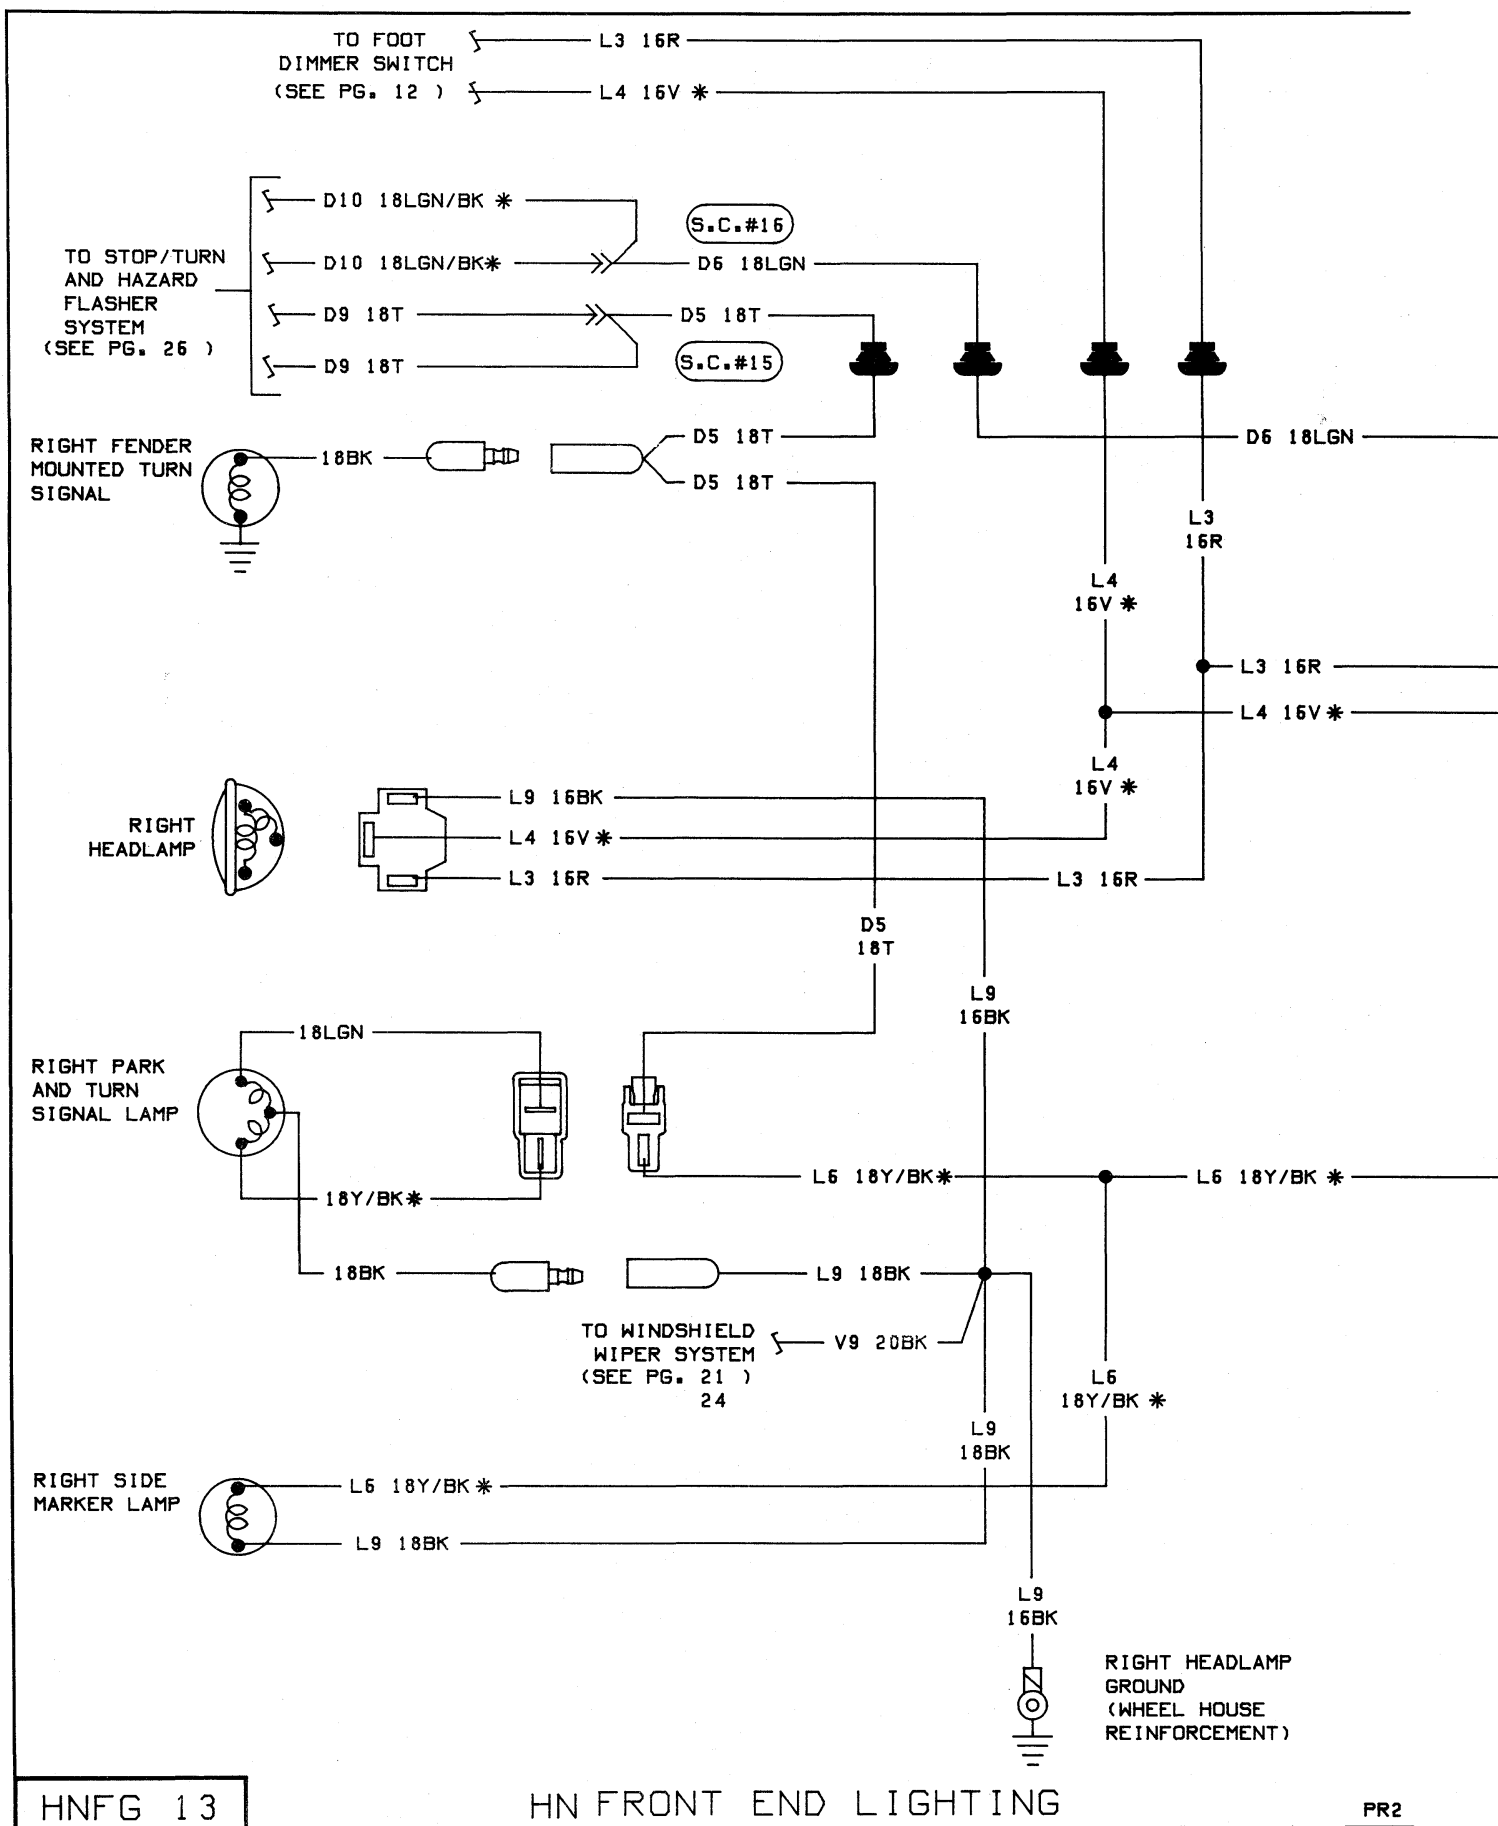 TO FOOT
DIMMER SWITCH
(SEE PG. 12 )
L3 16R
L4 16V *
TO STOP/TURN
AND HAZARD
FLASHER
SYSTEM
(SEE PG. 26 )
D10 18LGN/BK *
S.C.#16
D10 18LGN/BK*
D6 18LGN
D9 18T
D5 18T
D9 18T
S.C.#15
RIGHT FENDER
MOUNTED TURN
SIGNAL
18BK
D5 18T
D5 18T
D6 18LGN
L3
16R
L4
16V *
L3 16R
L4 16V *
L4
16V *
RIGHT
HEADLAMP
L9 16BK
L4 16V *
L3 16R
L3 16R
D5
18T
L9
16BK
RIGHT PARK
AND TURN
SIGNAL LAMP
18LGN
18Y/BK *
L6 18Y/BK*
L6 18Y/BK *
18BK
L9 18BK
TO WINDSHIELD
WIPER SYSTEM
(SEE PG. 21 )
24
V9 20BK
L6
18Y/BK *
L9
18BK
RIGHT SIDE
MARKER LAMP
L6 18Y/BK *
L9 18BK
L9
16BK
RIGHT HEADLAMP
GROUND
(WHEEL HOUSE
REINFORCEMENT)
HNFG 13
HN FRONT END LIGHTING
PR2